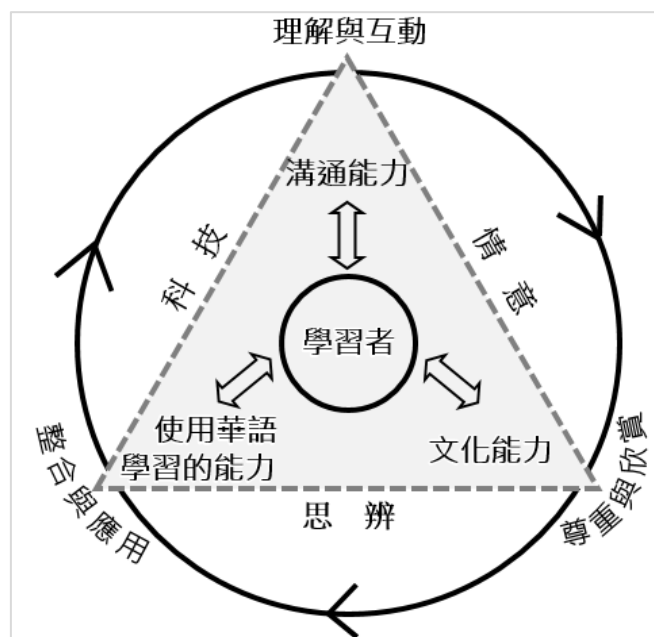 理解與互動
溝通能力
科技
情意
學習者
使用華語
學習的能力
文化能力
整合與應用
尊重與欣賞
思辨